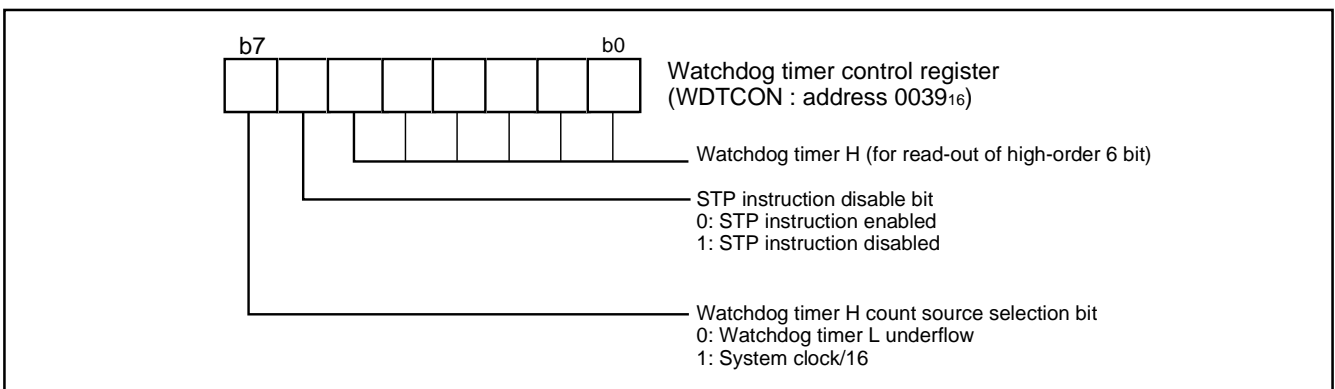 b7 b0
Watchdog timer control register
(WDTCON : address 003916)
Watchdog timer H (for read-out of high-order 6 bit)
STP instruction disable bit
0: STP instruction enabled
1: STP instruction disabled
Watchdog timer H count source selection bit
0: Watchdog timer L underflow
1: System clock/16